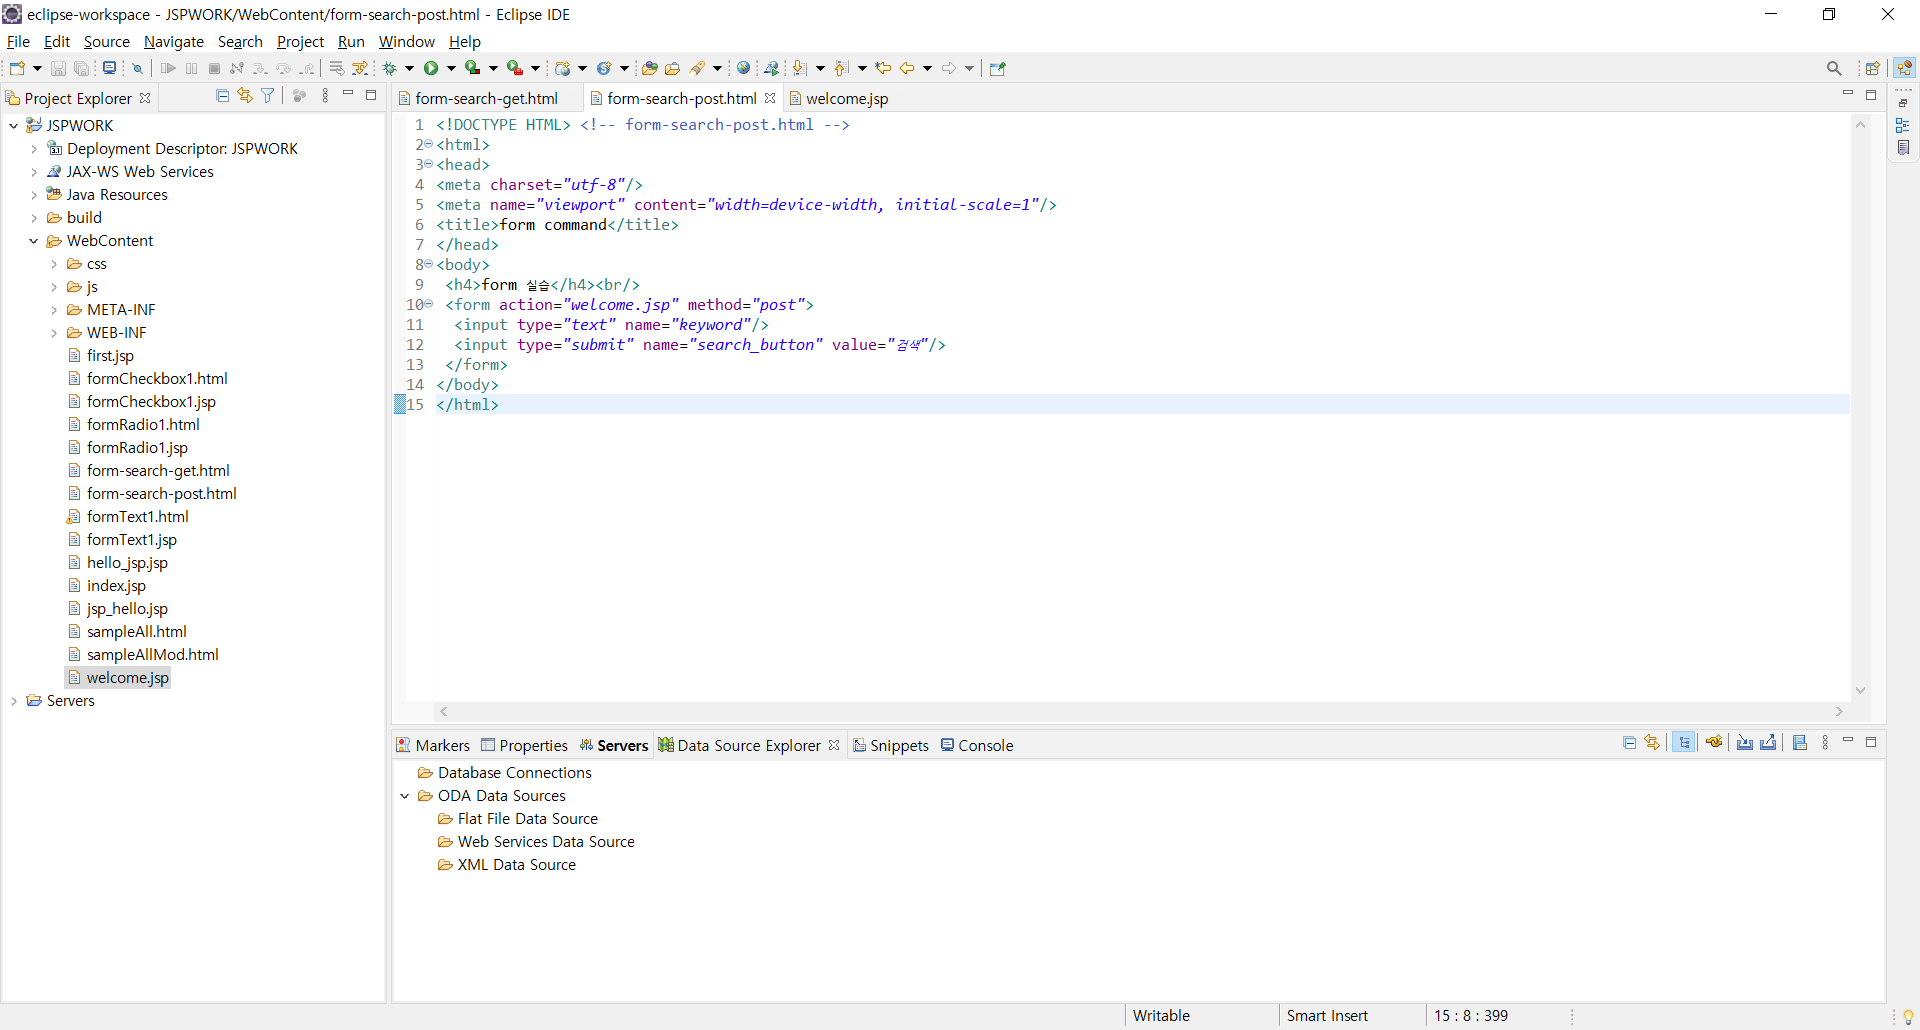 eclipse-workspace - JSPWORK/WebContent/form-search-post.html - Eclipse IDE
File Edit Source Navigate Search Project Run Window Help
Project Explorer
JSPWORK
Deployment Descriptor: JSPWORK
JAX-WS Web Services
Java Resources
build
WebContent
css
js
META-INF
WEB-INF
first.jsp
formCheckbox1.html
formCheckbox1.jsp
formRadio1.html
formRadio1.jsp
form-search-get.html
form-search-post.html
formText1.html
formText1.jsp
hello_jsp.jsp
index.jsp
jsp_hello.jsp
sampleAll.html
sampleAllMod.html
welcome.jsp
Servers
form-search-get.html form-search-post.html welcome.jsp
1 <!DOCTYPE HTML> <!-- form-search-post.html -->
2 <html>
3 <head>
4 <meta charset="utf-8"/>
5 <meta name="viewport" content="width=device-width, initial-scale=1"/>
6 <title>form command</title>
7 </head>
8 <body>
9 <h4>form 실습</h4><br/>
10 <form action="welcome.jsp" method="post">
11 <input type="text" name="keyword"/>
12 <input type="submit" name="search_button" value="검색"/>
13 </form>
14 </body>
15 </html>
Markers Properties Servers Data Source Explorer Snippets Console
Database Connections
ODA Data Sources
Flat File Data Source
Web Services Data Source
XML Data Source
Writable Smart Insert 15 : 8 : 399